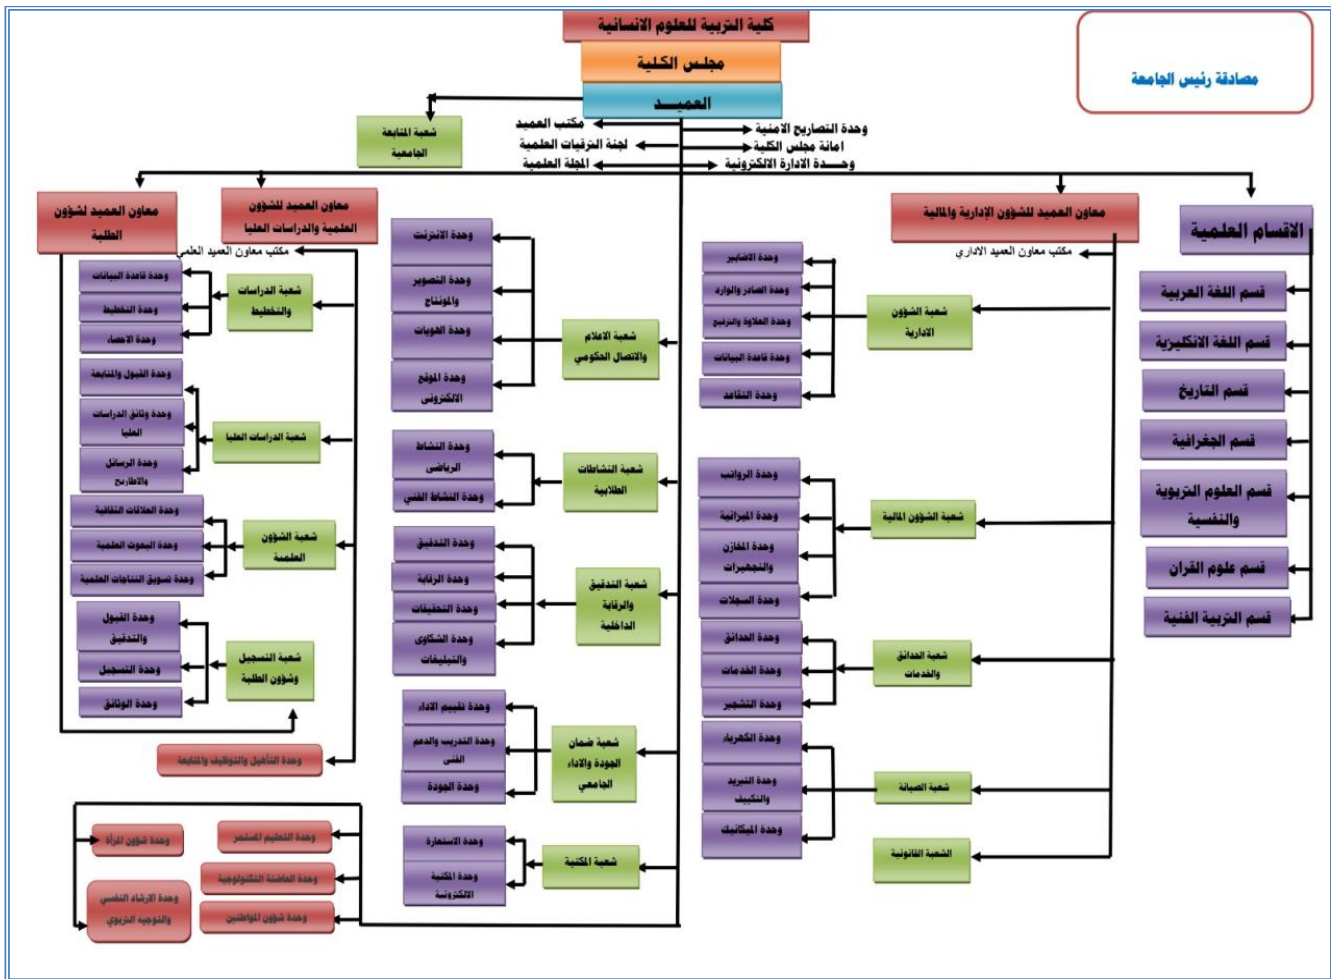 كلية التربية للعلوم الانسانية
مجلس الكلية
العميــد
مصادقة رئيس الجامعة
شعبة المتابعة
الجامعية
وحدة التصاريح الامنية
امانة مجلس الكلية
وحــدة الادارة الالكترونية
مكتب العميد
لجنة الترقيات العلمية
المجلة العلمية
الاقسام العلمية
قسم اللغة العربية
قسم اللغة الانكليزية
قسم التاريخ
قسم الجغرافية
قسم العلوم التربوية
والنفسية
قسم علوم القران
قسم التربية الفنية
معاون العميد للشؤون الإدارية والمالية
مكتب معاون العميد الاداري
شعبة الشؤون
الادارية
وحدة الاضابير
وحدة الصادر والوارد
وحدة العلاوة والترفيع
وحدة قاعدة البيانات
وحدة التقاعد
شعبة الشؤون المالية
وحدة الرواتب
وحدة الميزانية
وحدة المخازن
والتجهيزات
وحدة السجلات
شعبة الحدائق
والخدمات
وحدة الحدائق
وحدة الخدمات
وحدة التشجير
شعبة الصيانة
وحدة الكهرباء
وحدة التبريد
والتكييف
وحدة الميكانيك
الشعبة القانونية
شعبة الاعلام
والاتصال الحكومي
وحدة الانترنت
وحدة التصوير
والمونتاج
وحدة الهويات
وحدة الموقع
الالكتروني
شعبة النشاطات
الطلابية
وحدة النشاط
الرياضي
وحدة النشاط الفني
شعبة التدقيق
والرقابة
الداخلية
وحدة التدقيق
وحدة الرقابة
وحدة التحقيقات
وحدة الشكاوى
والتبليغات
شعبة ضمان
الجودة والاداء
الجامعي
وحدة تقييم الاداء
وحدة التدريب والدعم
الفني
وحدة الجودة
شعبة المكتبة
وحدة الاستعارة
وحدة المكتبة
الالكترونية
معاون العميد للشؤون
العلمية والدراسات العليا
مكتب معاون العميد العلمي
شعبة الدراسات
والتخطيط
وحدة قاعدة البيانات
وحدة التخطيط
وحدة الاحصاء
شعبة الدراسات العليا
وحدة القبول والمتابعة
وحدة وثائق الدراسات
العليا
وحدة الرسائل
والاطاريح
شعبة الشؤون
العلمية
وحدة العلاقات الثقافية
وحدة البحوث العلمية
وحدة تسويق النتاجات العلمية
معاون العميد لشؤون
الطلبة
شعبة التسجيل
وشؤون الطلبة
وحدة القبول
والتدقيق
وحدة التسجيل
وحدة الوثائق
وحدة التأهيل والتوظيف والمتابعة
وحدة التعليم المستمر
وحدة شؤون المرأة
وحدة الحاضنة التكنولوجية
وحدة الارشاد النفسي
والتوجيه التربوي
وحدة شؤون المواطنين